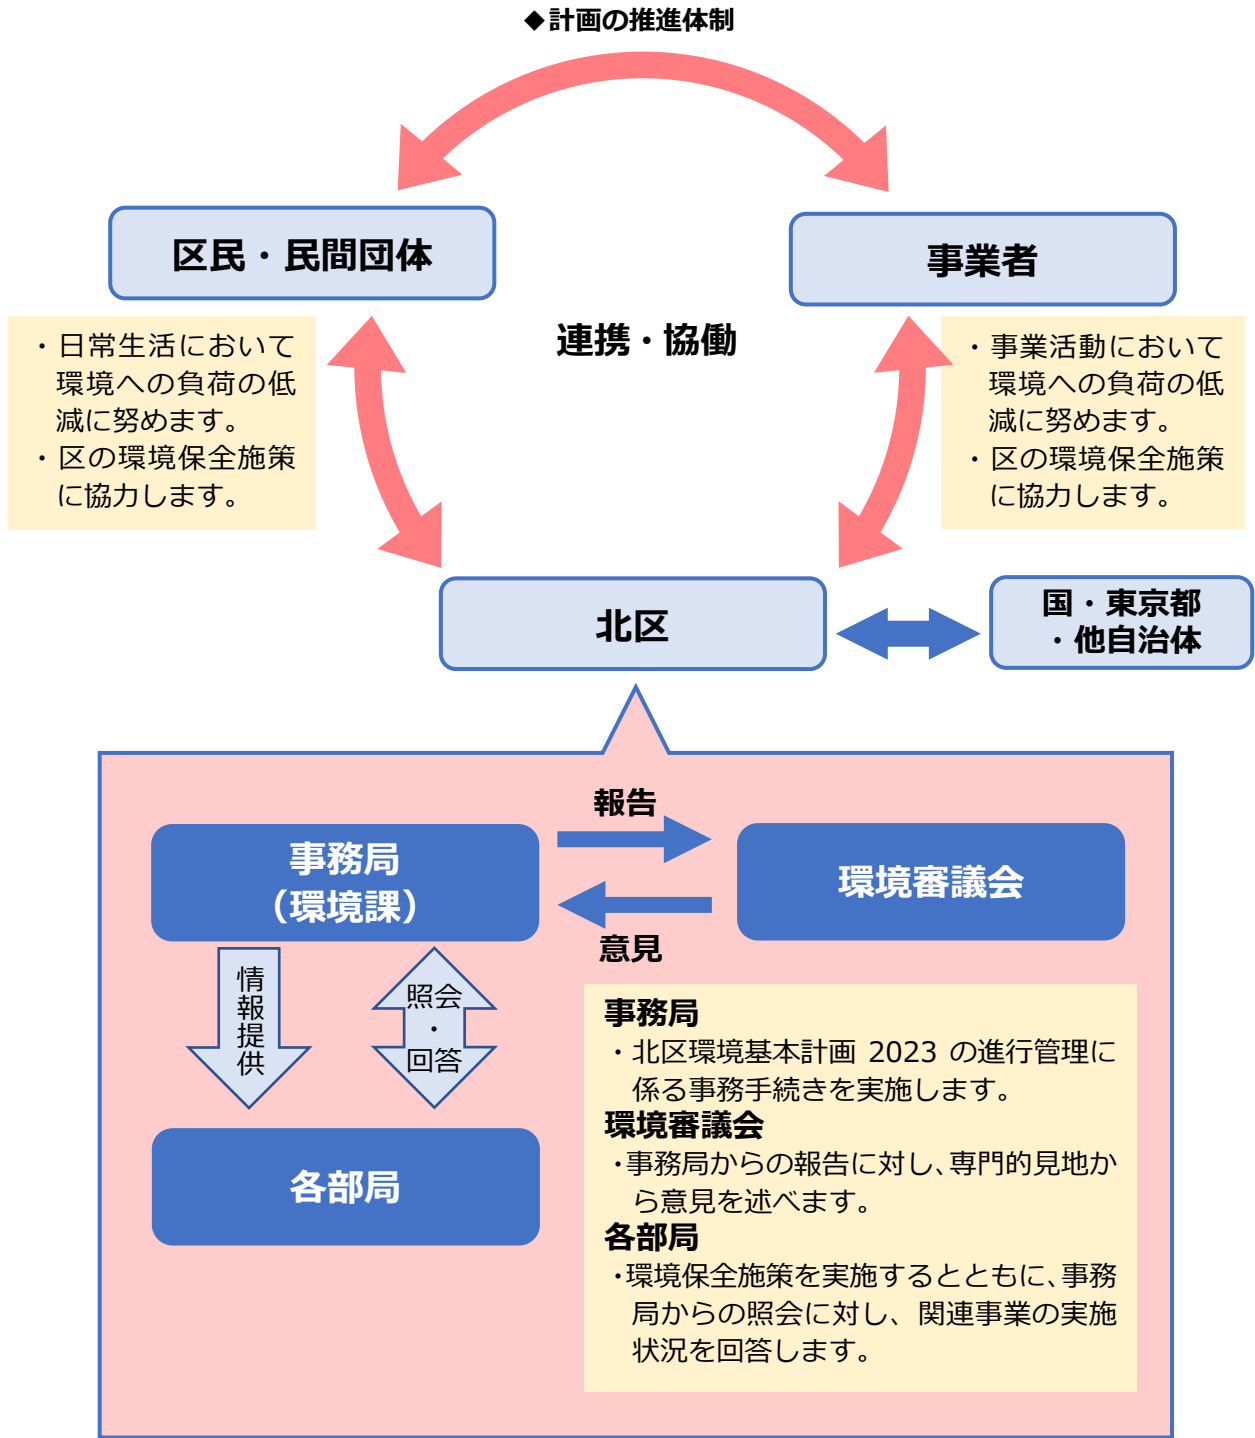 ◆計画の推進体制
区民・民間団体
事業者
連携・協働
・日常生活において
環境への負荷の低
減に努めます。
・区の環境保全施策
に協力します。
・事業活動において
環境への負荷の低
減に努めます。
・区の環境保全施策
に協力します。
北区
国・東京都
・他自治体
報告
事務局
（環境課）
環境審議会
意見
情報提供
照会
・
回答
各部局
事務局
・北区環境基本計画 2023 の進行管理に
係る事務手続きを実施します。
環境審議会
・事務局からの報告に対し、専門的見地か
ら意見を述べます。
各部局
・環境保全施策を実施するとともに、事務
局からの照会に対し、関連事業の実施
状況を回答します。